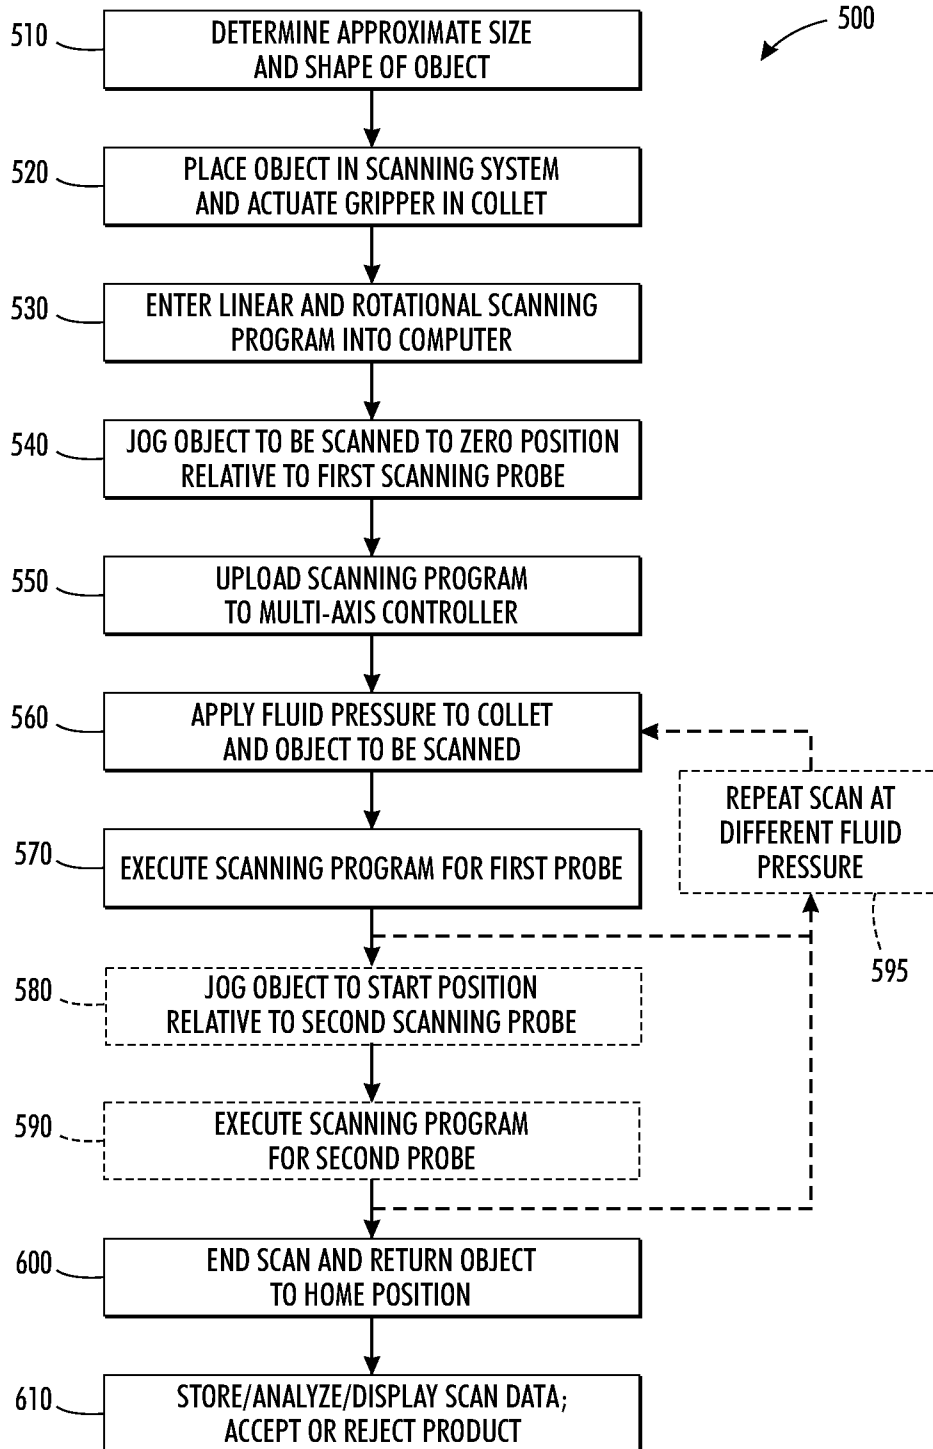 500
510
DETERMINE APPROXIMATE SIZE
AND SHAPE OF OBJECT
520
PLACE OBJECT IN SCANNING SYSTEM
AND ACTUATE GRIPPER IN COLLET
530
ENTER LINEAR AND ROTATIONAL SCANNING
PROGRAM INTO COMPUTER
540
JOG OBJECT TO BE SCANNED TO ZERO POSITION
RELATIVE TO FIRST SCANNING PROBE
550
UPLOAD SCANNING PROGRAM
TO MULTI-AXIS CONTROLLER
560
APPLY FLUID PRESSURE TO COLLET
AND OBJECT TO BE SCANNED
570
EXECUTE SCANNING PROGRAM FOR FIRST PROBE
REPEAT SCAN AT
DIFFERENT FLUID
PRESSURE
595
580
JOG OBJECT TO START POSITION
RELATIVE TO SECOND SCANNING PROBE
590
EXECUTE SCANNING PROGRAM
FOR SECOND PROBE
600
END SCAN AND RETURN OBJECT
TO HOME POSITION
610
STORE/ANALYZE/DISPLAY SCAN DATA;
ACCEPT OR REJECT PRODUCT